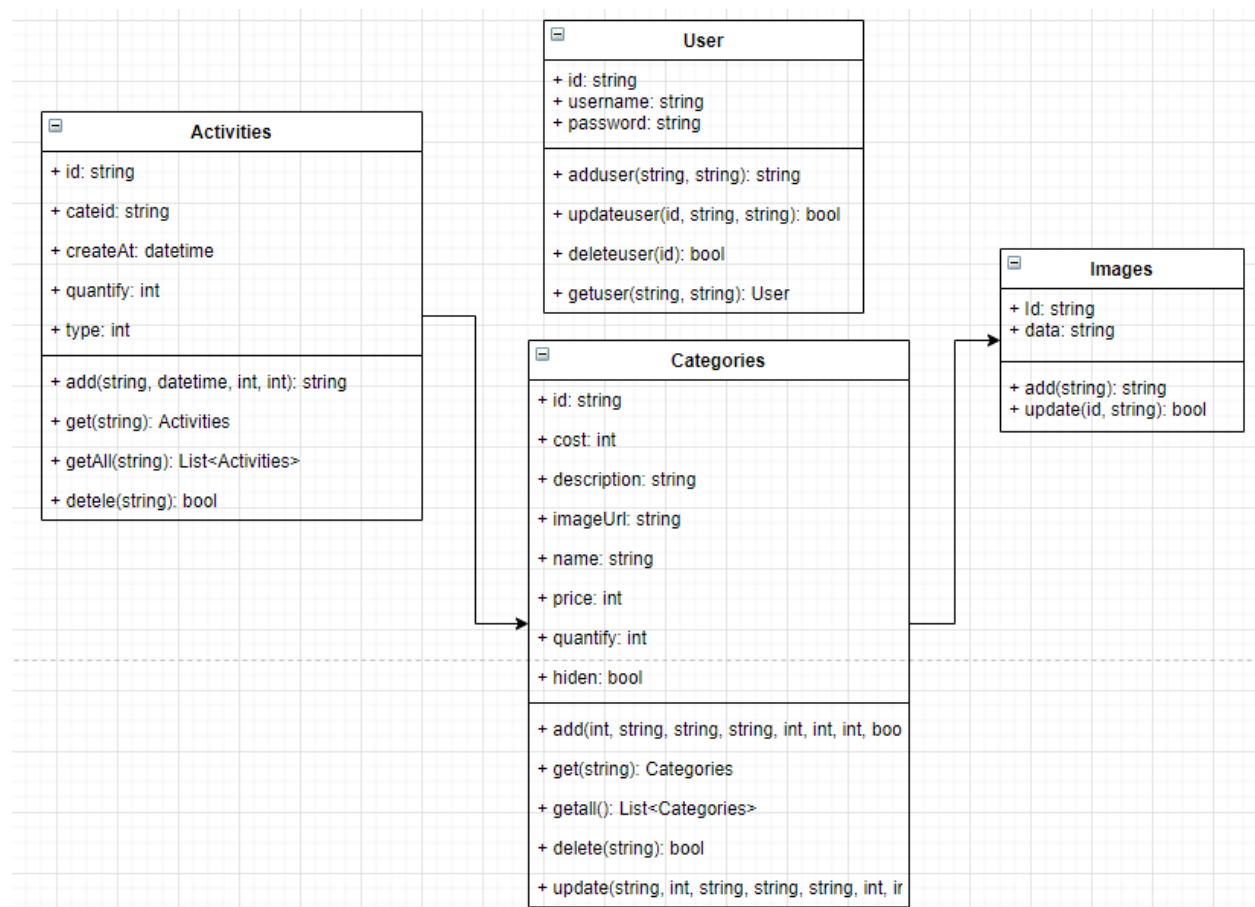 User
+ id: string
+ username: string
+ password: string
+ adduser(string, string): string
+ updateuser(id, string, string): bool
+ deleteuser(id): bool
+ getuser(string, string): User
Activities
+ id: string
+ cateid: string
+ createAt: datetime
+ quantify: int
+ type: int
+ add(string, datetime, int, int): string
+ get(string): Activities
+ getAll(string): List<Activities>
+ detele(string): bool
Images
+ Id: string
+ data: string
+ add(string): string
+ update(id, string): bool
Categories
+ id: string
+ cost: int
+ description: string
+ imageUrl: string
+ name: string
+ price: int
+ quantify: int
+ hiden: bool
+ add(int, string, string, string, int, int, int, boo
+ get(string): Categories
+ getall(): List<Categories>
+ delete(string): bool
+ update(string, int, string, string, string, int, ir